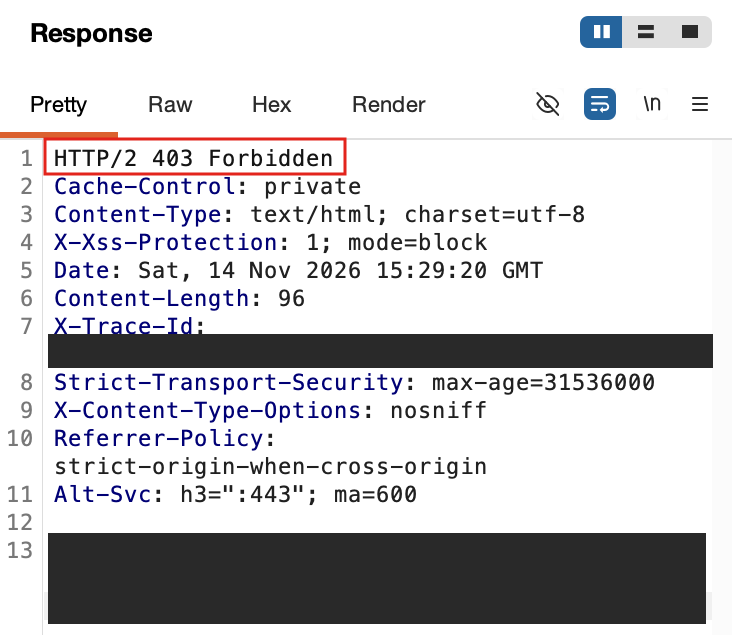 Response
Pretty Raw Hex Render \n
1 HTTP/2 403 Forbidden
2 Cache-Control: private
3 Content-Type: text/html; charset=utf-8
4 X-Xss-Protection: 1; mode=block
5 Date: Sat, 14 Nov 2026 15:29:20 GMT
6 Content-Length: 96
7 X-Trace-Id:
8 Strict-Transport-Security: max-age=31536000
9 X-Content-Type-Options: nosniff
10 Referrer-Policy:
strict-origin-when-cross-origin
11 Alt-Svc: h3=":443"; ma=600
12
13